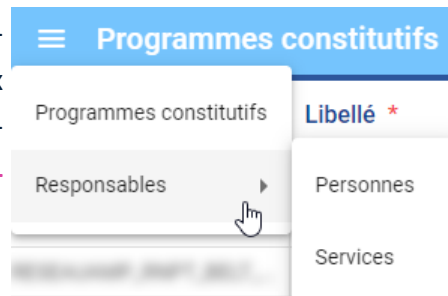 Programmes constitutifs
Programmes constitutifs
Libellé *
Responsables
Personnes
Services